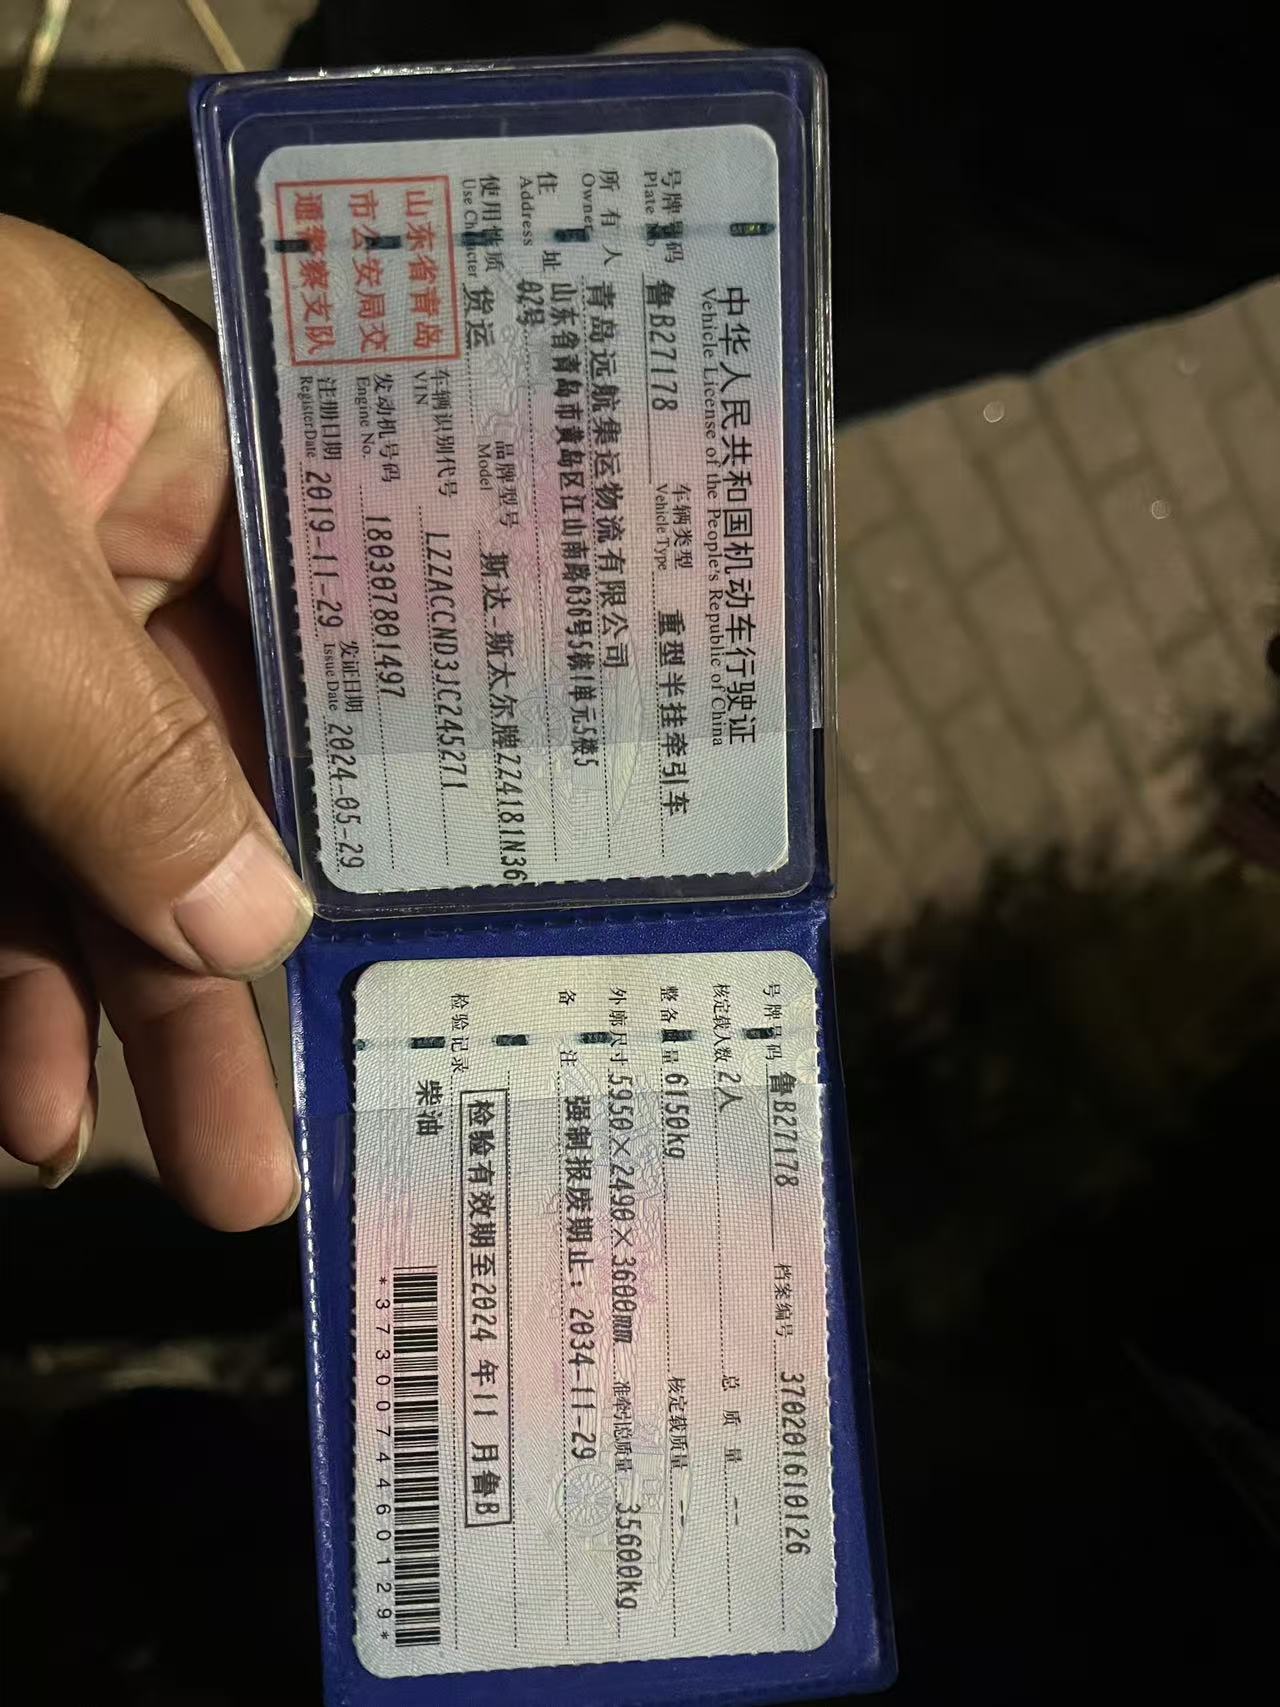 中华人民共和国机动车行驶证
Vehicle License of the People's Republic of China
号牌号码 鲁B27178 车辆类型 重型半挂牵引车
Plate No. Vehicle Type
所有人 青岛远航集运物流有限公司
Owner
住址 山东省青岛市黄岛区江山南路636号5栋1单元5楼5
Address 02号
使用性质 货运 品牌型号 斯达-斯太尔牌ZZ4181N36
Use Character Model
山东省青岛
市公安局交
通警察支队
车辆识别代号 LZZACCND3JC245271
VIN
发动机号码 180307801497
Engine No.
注册日期 2019-11-29 发证日期 2024-05-29
Register Date Issue Date
号牌号码 鲁B27178 档案编号 370201610126
核定载人数 2人 总质量 --
整备质量 6150kg 核定载质量 --
外廓尺寸 5950×2490×3600mm 准牵引总质量 35600kg
备注 强制报废期止：2034-11-29
检验记录 检验有效期至2024年11月鲁B
柴油
*3730074460129*